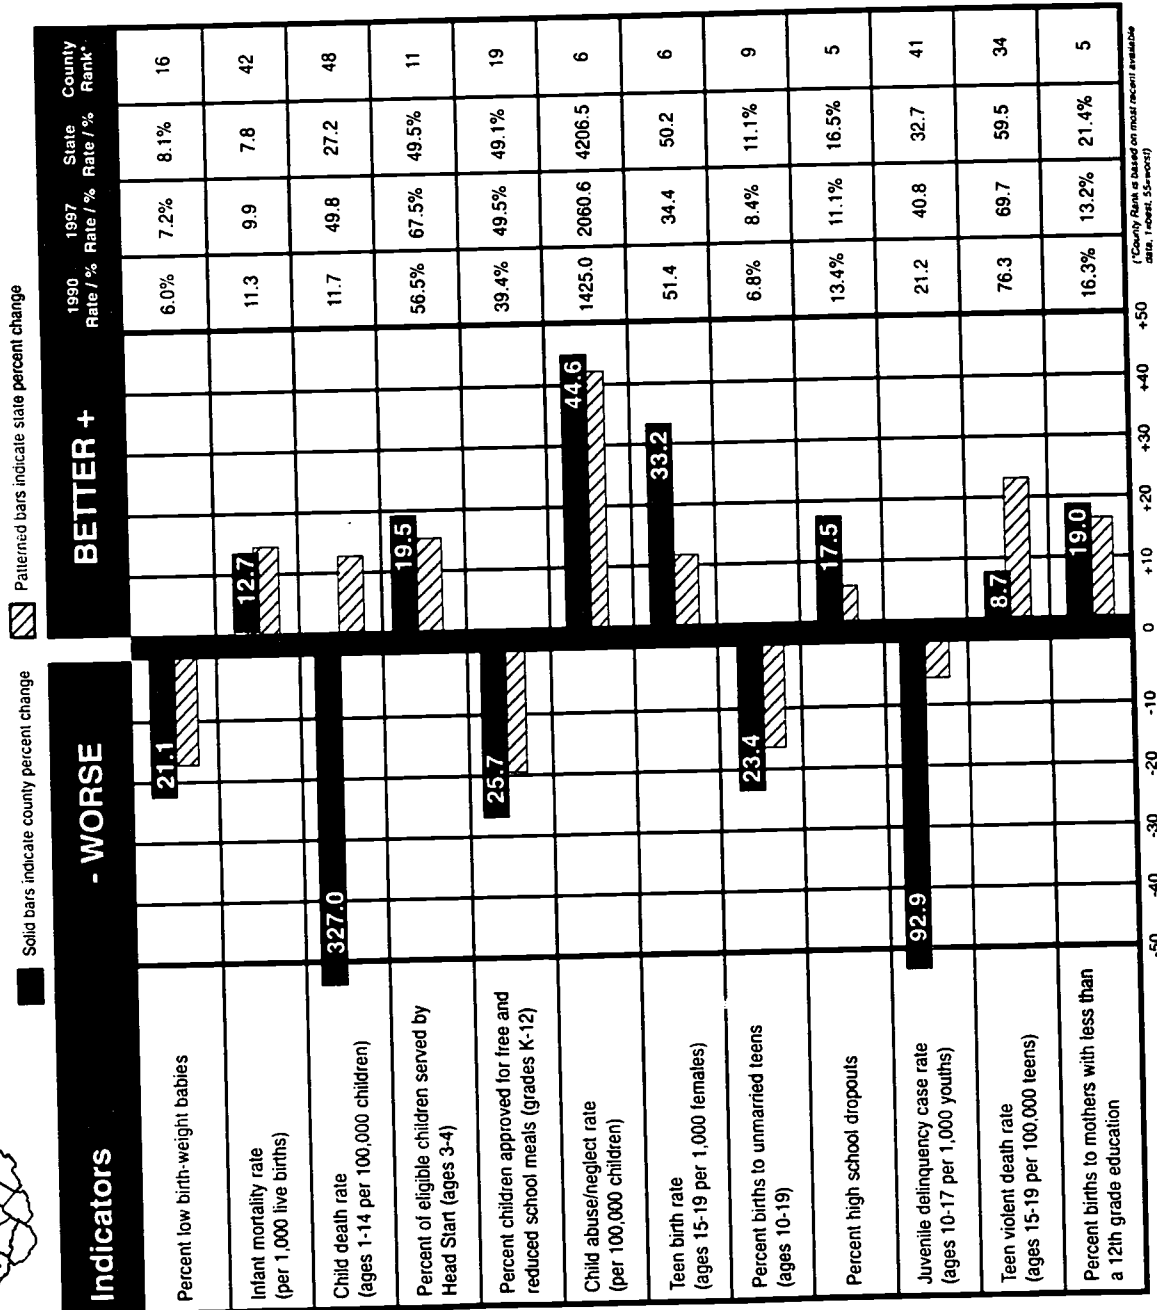 Solid bars indicate county percent change
Patterned bars indicate state percent change
Indicators
- WORSE
BETTER +
1990
Rate / %
1997
Rate / %
State
Rate / %
County
Rank*
Percent low birth-weight babies
21.1
6.0%
7.2%
8.1%
16
Infant mortality rate
(per 1,000 live births)
12.7
11.3
9.9
7.8
42
Child death rate
(ages 1-14 per 100,000 children)
327.0
11.7
49.8
27.2
48
Percent of eligible children served by
Head Start (ages 3-4)
19.5
56.5%
67.5%
49.5%
11
Percent children approved for free and
reduced school meals (grades K-12)
25.7
39.4%
49.5%
49.1%
19
Child abuse/neglect rate
(per 100,000 children)
44.6
1425.0
2060.6
4206.5
6
Teen birth rate
(ages 15-19 per 1,000 females)
33.2
51.4
34.4
50.2
6
Percent births to unmarried teens
(ages 10-19)
23.4
6.8%
8.4%
11.1%
9
Percent high school dropouts
17.5
13.4%
11.1%
16.5%
5
Juvenile delinquency case rate
(ages 10-17 per 1,000 youths)
92.9
21.2
40.8
32.7
41
Teen violent death rate
(ages 15-19 per 100,000 teens)
8.7
76.3
69.7
59.5
34
Percent births to mothers with less than
a 12th grade education
19.0
16.3%
13.2%
21.4%
5
-50
-40
-30
-20
-10
0
+10
+20
+30
+40
+50
(*County Rank is based on most recent available
data, 1=best, 55=worst)